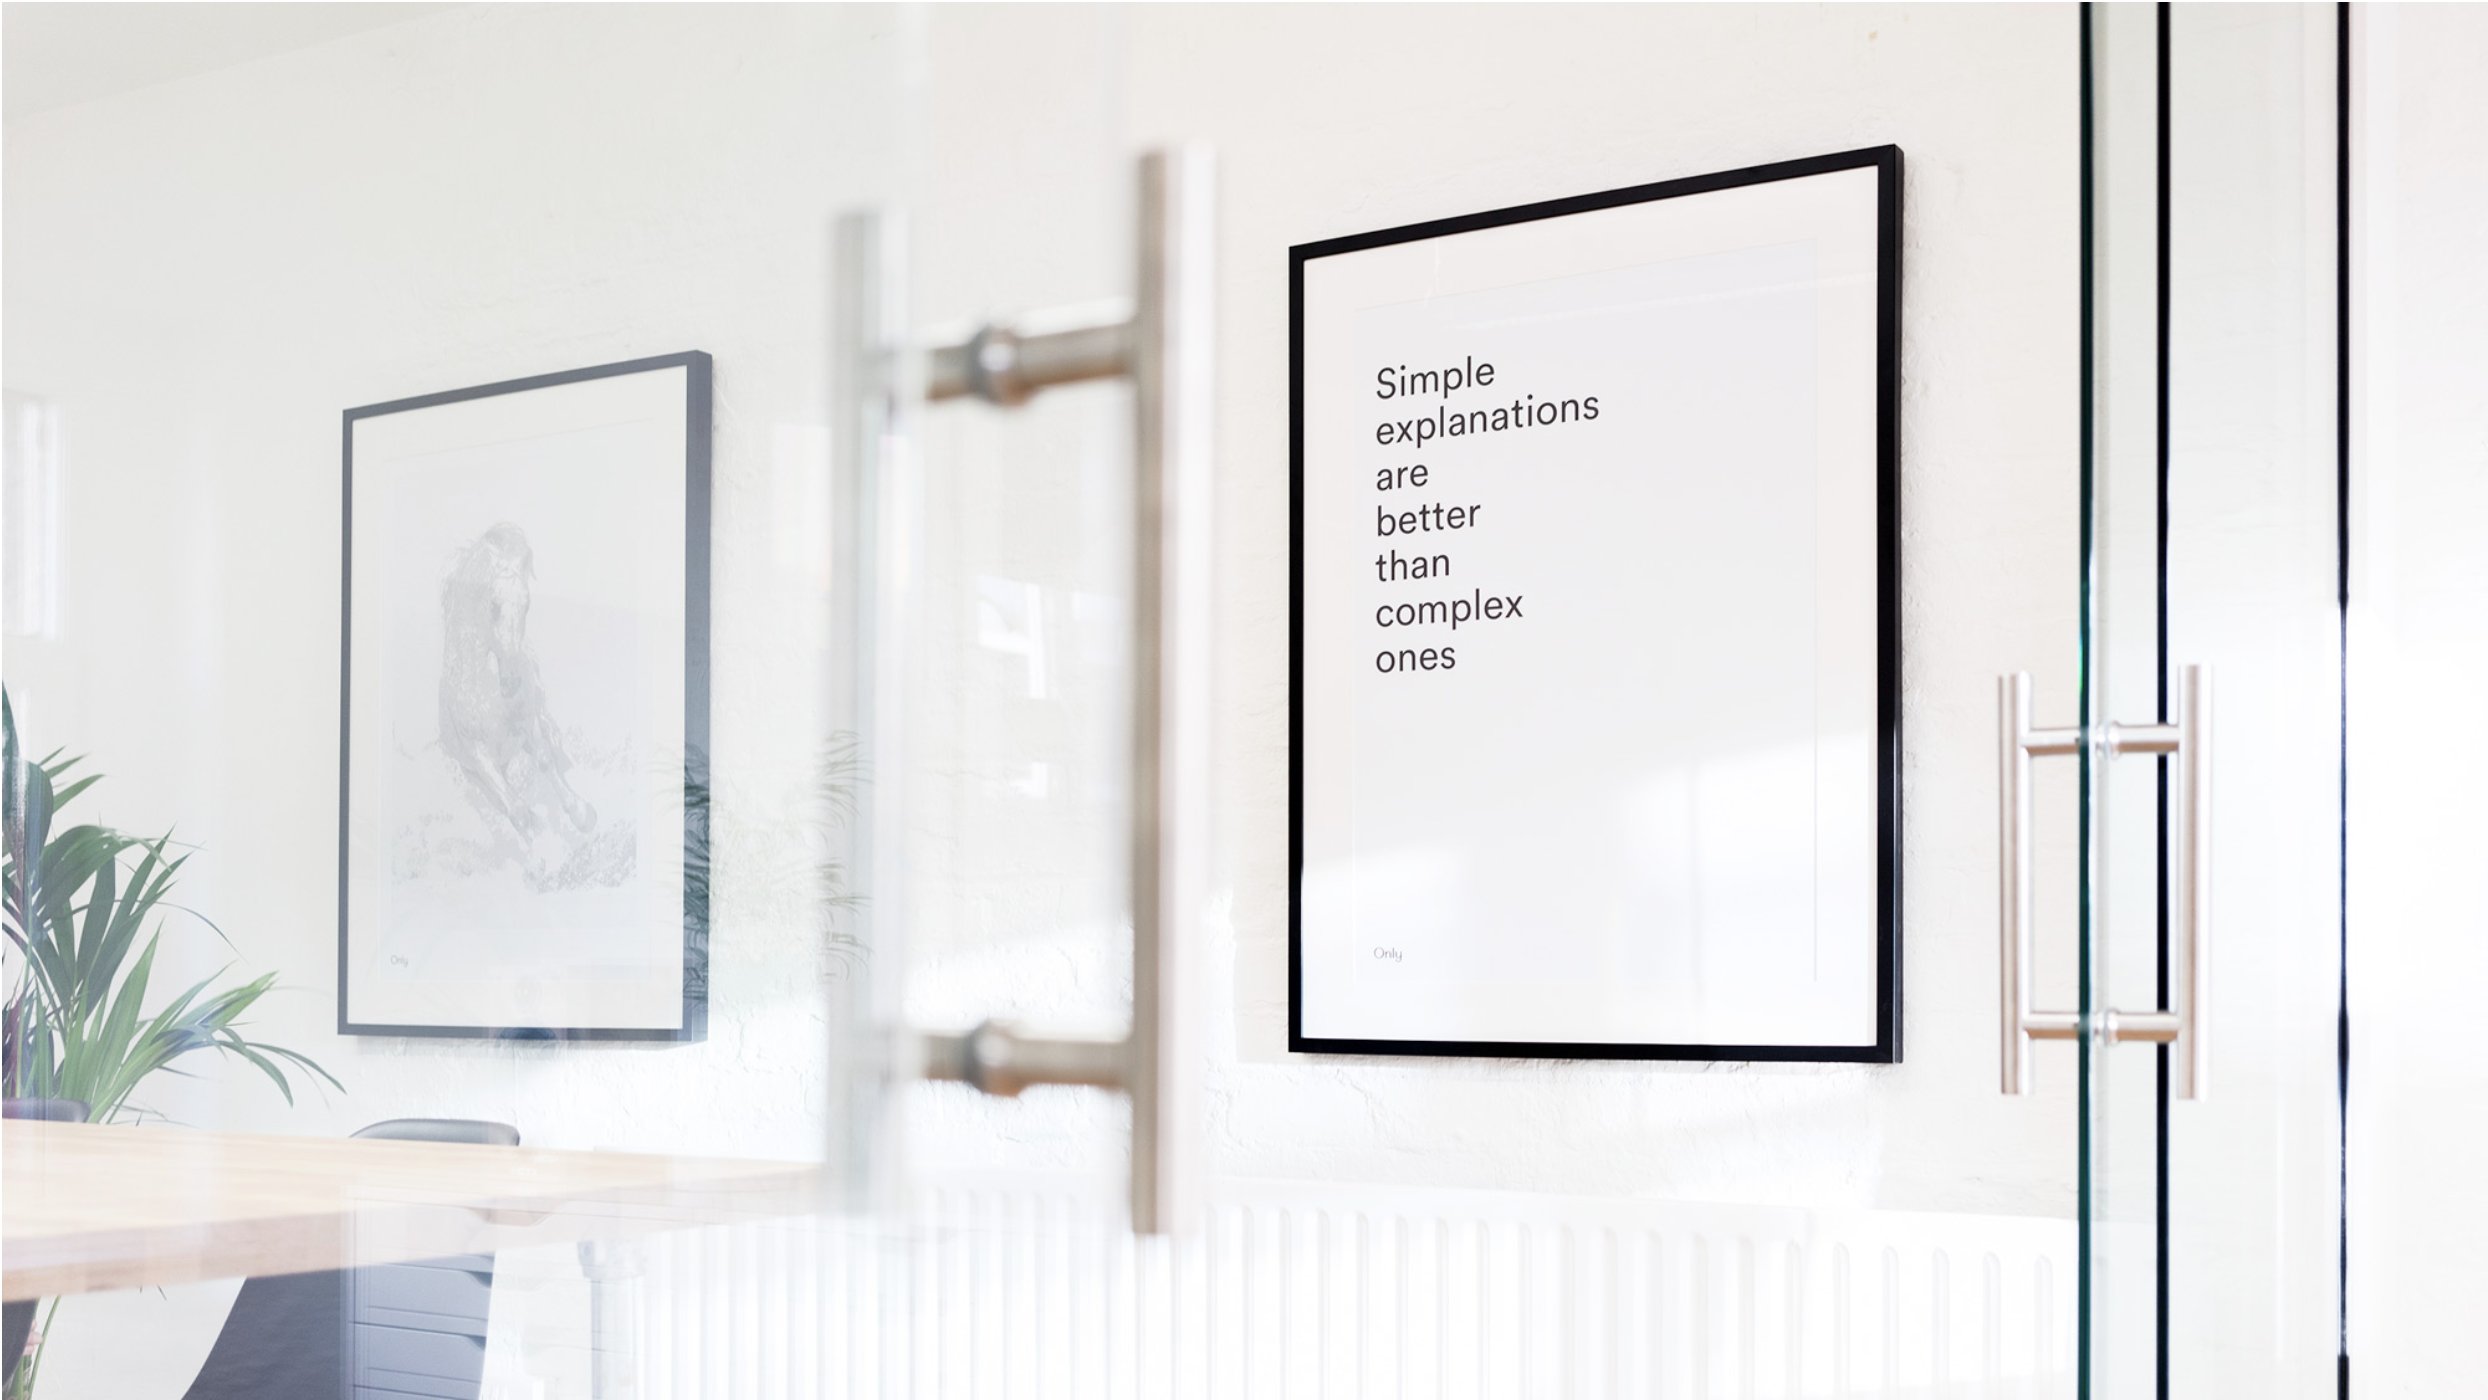 Simple
explanations
are
better
than
complex
ones
Only
Only